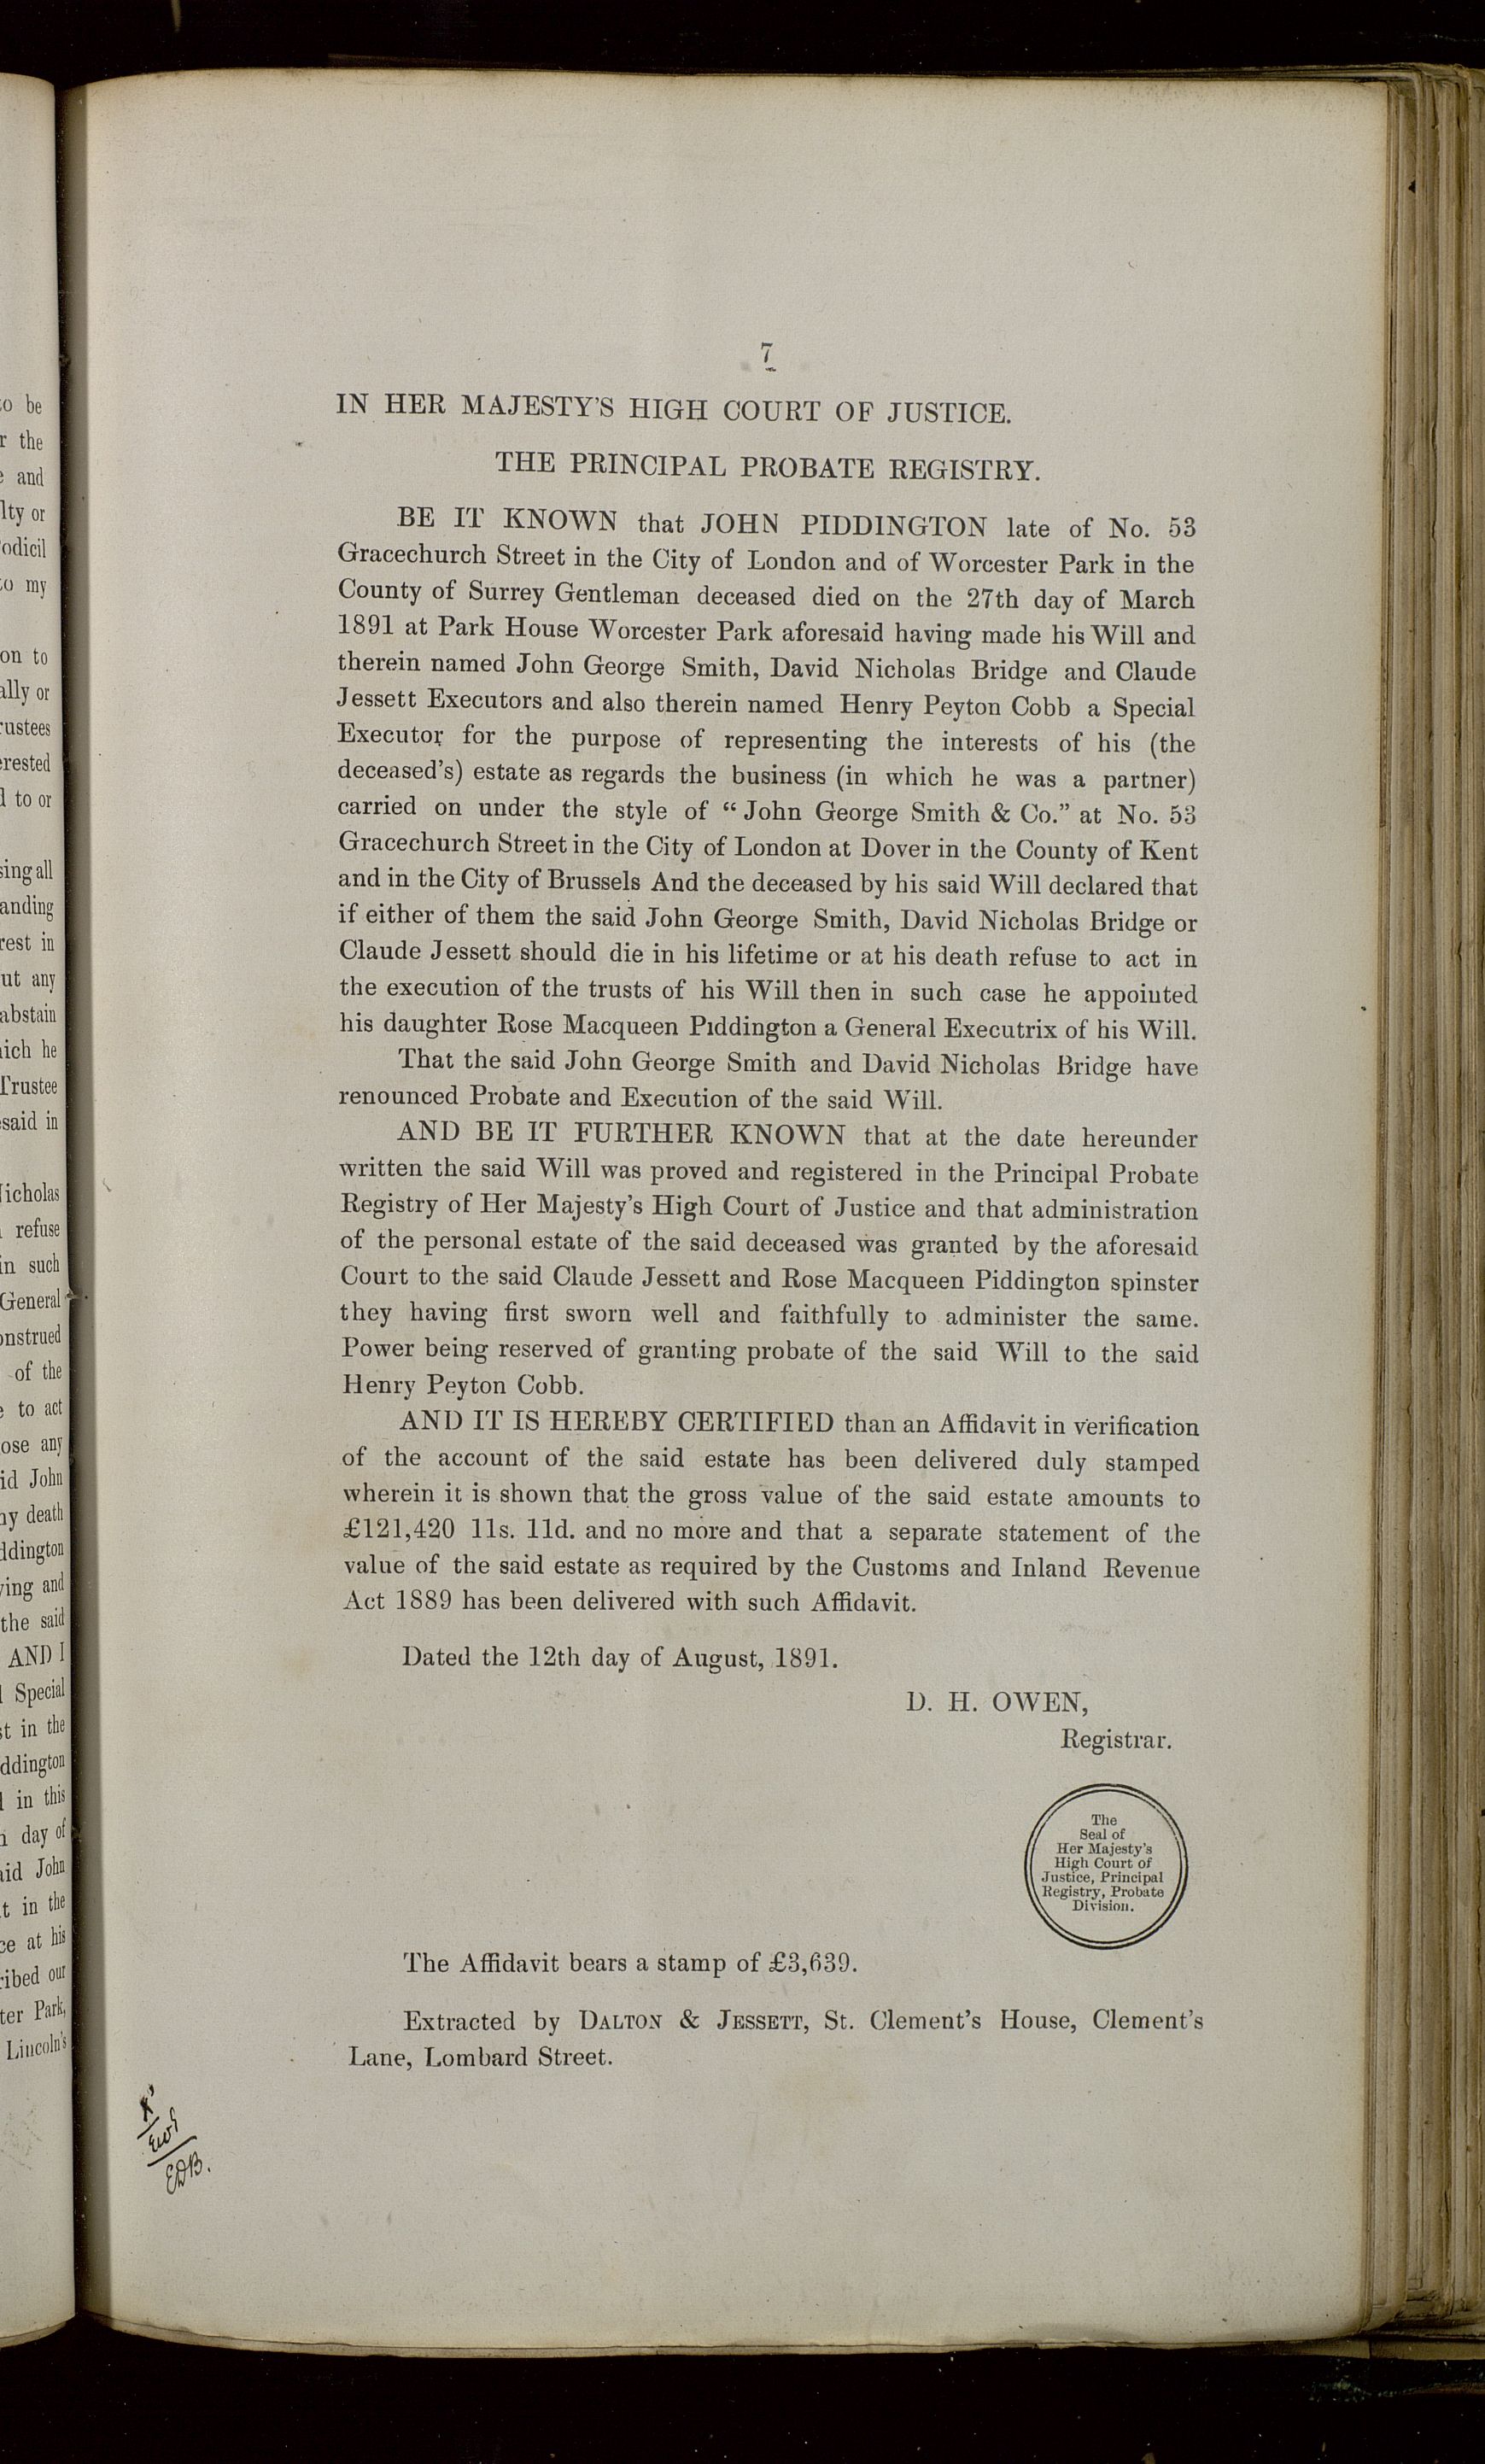 7
IN HER MAJESTY'S HIGH COURT OF JUSTICE.
THE PRINCIPAL PROBATE REGISTRY.
BE IT KNOWN that JOHN PIDDINGTON late of No. 53
Gracechurch Street in the City of London and of Worcester Park in the
County of Surrey Gentleman deceased died on the 27th day of March
1891 at Park House Worcester Park aforesaid having made his Will and
therein named John George Smith, David Nicholas Bridge and Claude
Jessett Executors and also therein named Henry Peyton Cobb a Special
Executor for the purpose of representing the interests of his (the
deceased's) estate as regards the business (in which he was a partner)
carried on under the style of “John George Smith & Co.” at No. 53
Gracechurch Street in the City of London at Dover in the County of Kent
and in the City of Brussels And the deceased by his said Will declared that
if either of them the said John George Smith, David Nicholas Bridge or
Claude Jessett should die in his lifetime or at his death refuse to act in
the execution of the trusts of his Will then in such case he appointed
his daughter Rose Macqueen Piddington a General Executrix of his Will.
That the said John George Smith and David Nicholas Bridge have
renounced Probate and Execution of the said Will.
AND BE IT FURTHER KNOWN that at the date hereunder
written the said Will was proved and registered in the Principal Probate
Registry of Her Majesty's High Court of Justice and that administration
of the personal estate of the said deceased was granted by the aforesaid
Court to the said Claude Jessett and Rose Macqueen Piddington spinster
they having first sworn well and faithfully to administer the same.
Power being reserved of granting probate of the said Will to the said
Henry Peyton Cobb.
AND IT IS HEREBY CERTIFIED than an Affidavit in verification
of the account of the said estate has been delivered duly stamped
wherein it is shown that the gross value of the said estate amounts to
£121,420 11s. 11d. and no more and that a separate statement of the
value of the said estate as required by the Customs and Inland Revenue
Act 1889 has been delivered with such Affidavit.
Dated the 12th day of August, 1891.
D. H. OWEN,
Registrar.
The
Seal of
Her Majesty's
High Court of
Justice, Principal
Registry, Probate
Division.
The Affidavit bears a stamp of £3,639.
Extracted by DALTON & JESSETT, St. Clement's House, Clement's
Lane, Lombard Street.
EDB.